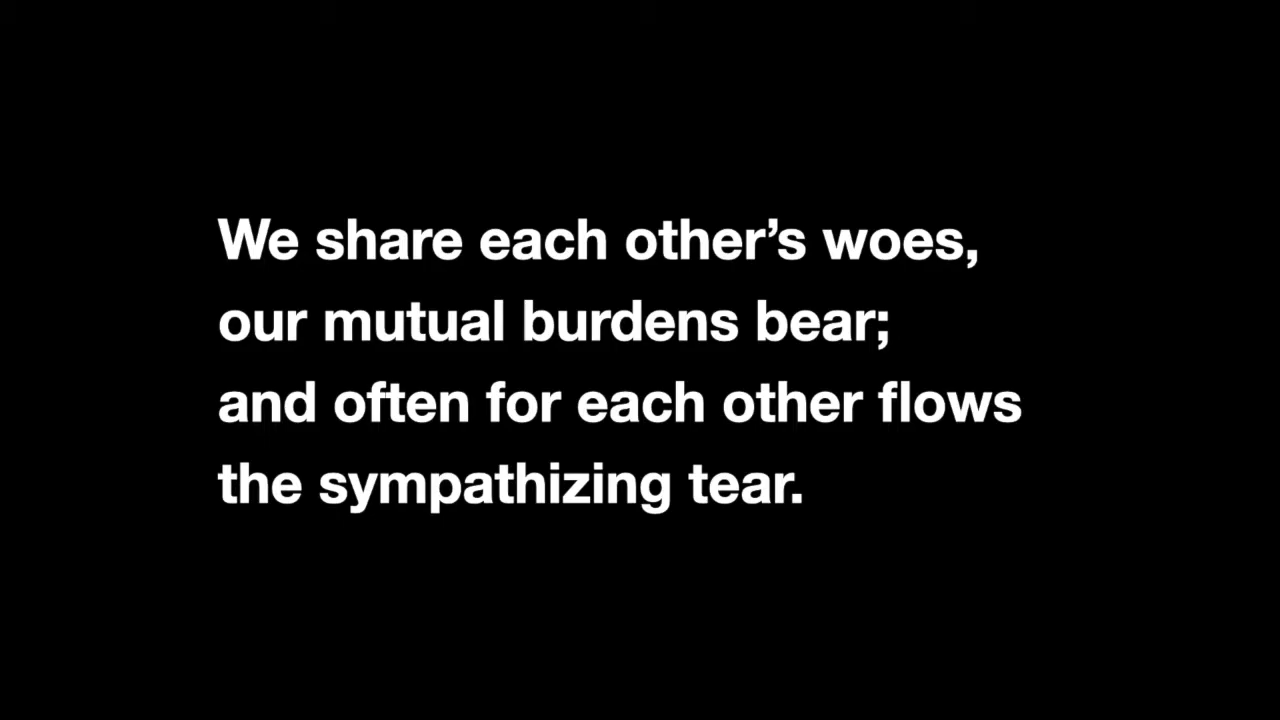 We share each other’s woes,
our mutual burdens bear;
and often for each other flows
the sympathizing tear.